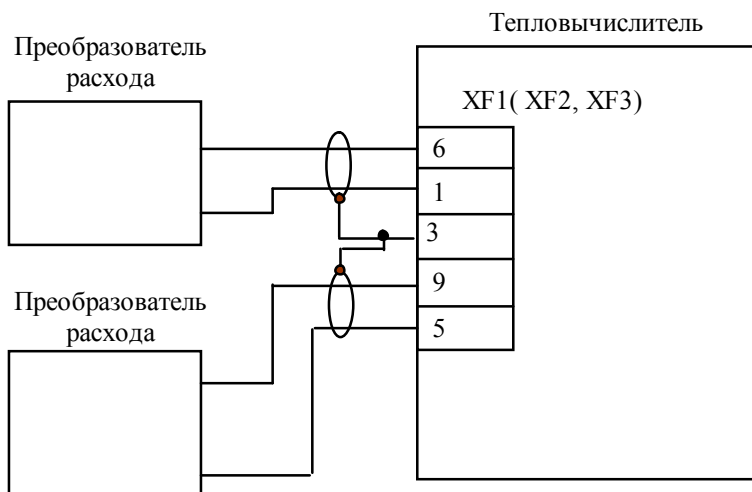 Тепловычислитель
Преобразователь
расхода
XF1( XF2, XF3)
6
1
3
9
5
Преобразователь
расхода